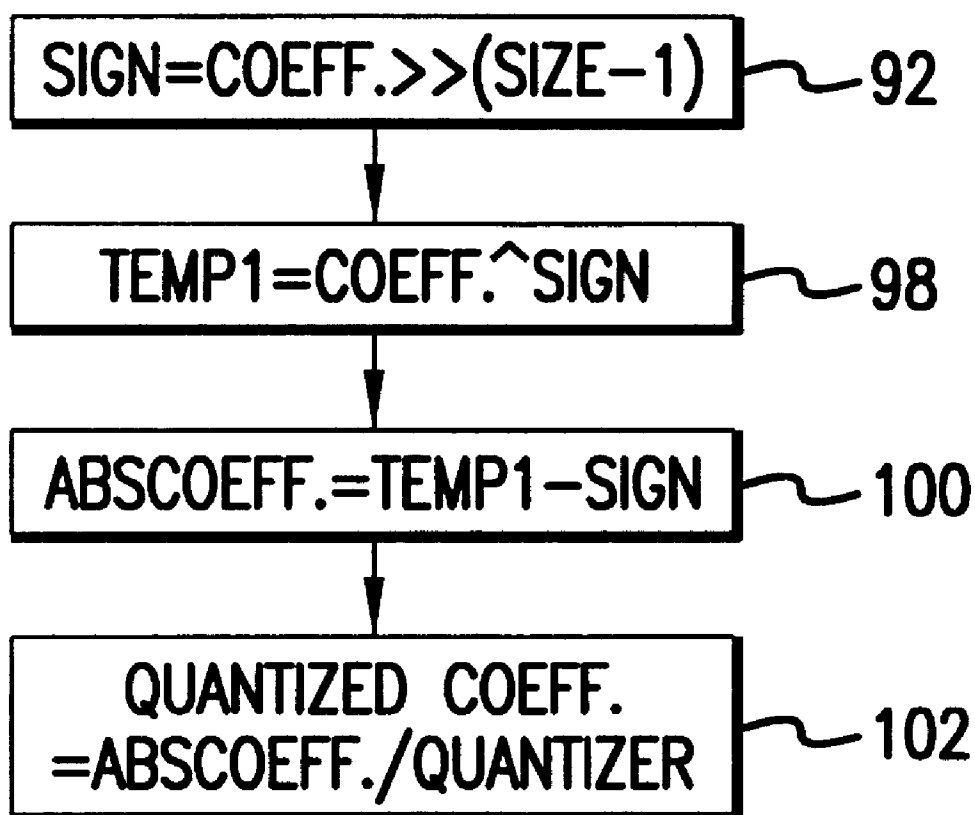 SIGN=COEFF.>>(SIZE-1)
92
TEMP1=COEFF.^SIGN
98
ABSCOEFF.=TEMP1-SIGN
100
QUANTIZED COEFF.
=ABSCOEFF./QUANTIZER
102